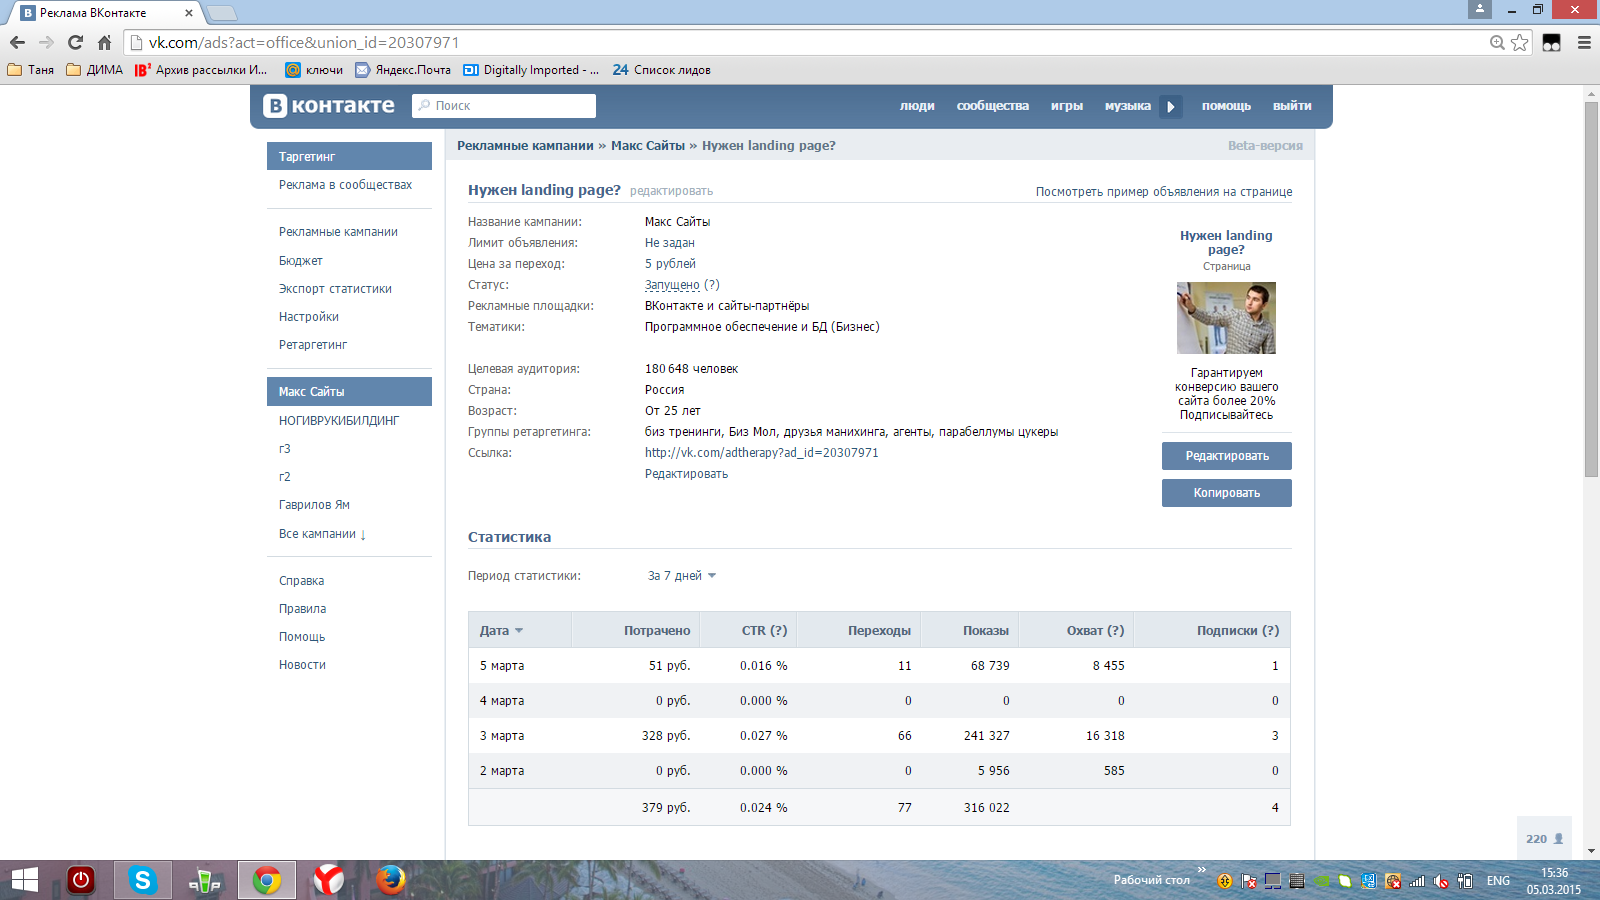 Реклама ВКонтакте
vk.com/ads?act=office&union_id=20307971
Таня ДИМА Архив рассылки И... ключи Яндекс.Почта Digitally Imported - ... 24 Список лидов
В контакте Поиск люди сообщества игры музыка помощь выйти
Рекламные кампании » Макс Сайты » Нужен landing page? Beta-версия
Таргетинг
Реклама в сообществах
Рекламные кампании
Бюджет
Экспорт статистики
Настройки
Ретаргетинг
Макс Сайты
НОГИВРУКИБИЛДИНГ
г3
г2
Гаврилов Ям
Все кампании ↓
Справка
Правила
Помощь
Новости
Нужен landing page? редактировать Посмотреть пример объявления на странице
Название кампании: Макс Сайты
Лимит объявления: Не задан
Цена за переход: 5 рублей
Статус: Запущено (?)
Рекламные площадки: ВКонтакте и сайты-партнёры
Тематики: Программное обеспечение и БД (Бизнес)
Целевая аудитория: 180 648 человек
Страна: Россия
Возраст: От 25 лет
Группы ретаргетинга: биз тренинги, Биз Мол, друзья манихинга, агенты, парабеллумы цукеры
Ссылка: http://vk.com/adtherapy?ad_id=20307971
Редактировать
Нужен landing
page?
Страница
Гарантируем
конверсию вашего
сайта более 20%
Подписывайтесь
Редактировать
Копировать
Статистика
Период статистики: За 7 дней
Дата Потрачено CTR (?) Переходы Показы Охват (?) Подписки (?)
5 марта 51 руб. 0.016 % 11 68 739 8 455 1
4 марта 0 руб. 0.000 % 0 0 0 0
3 марта 328 руб. 0.027 % 66 241 327 16 318 3
2 марта 0 руб. 0.000 % 0 5 956 585 0
379 руб. 0.024 % 77 316 022 4
220
Рабочий стол » ENG 15:36
05.03.2015